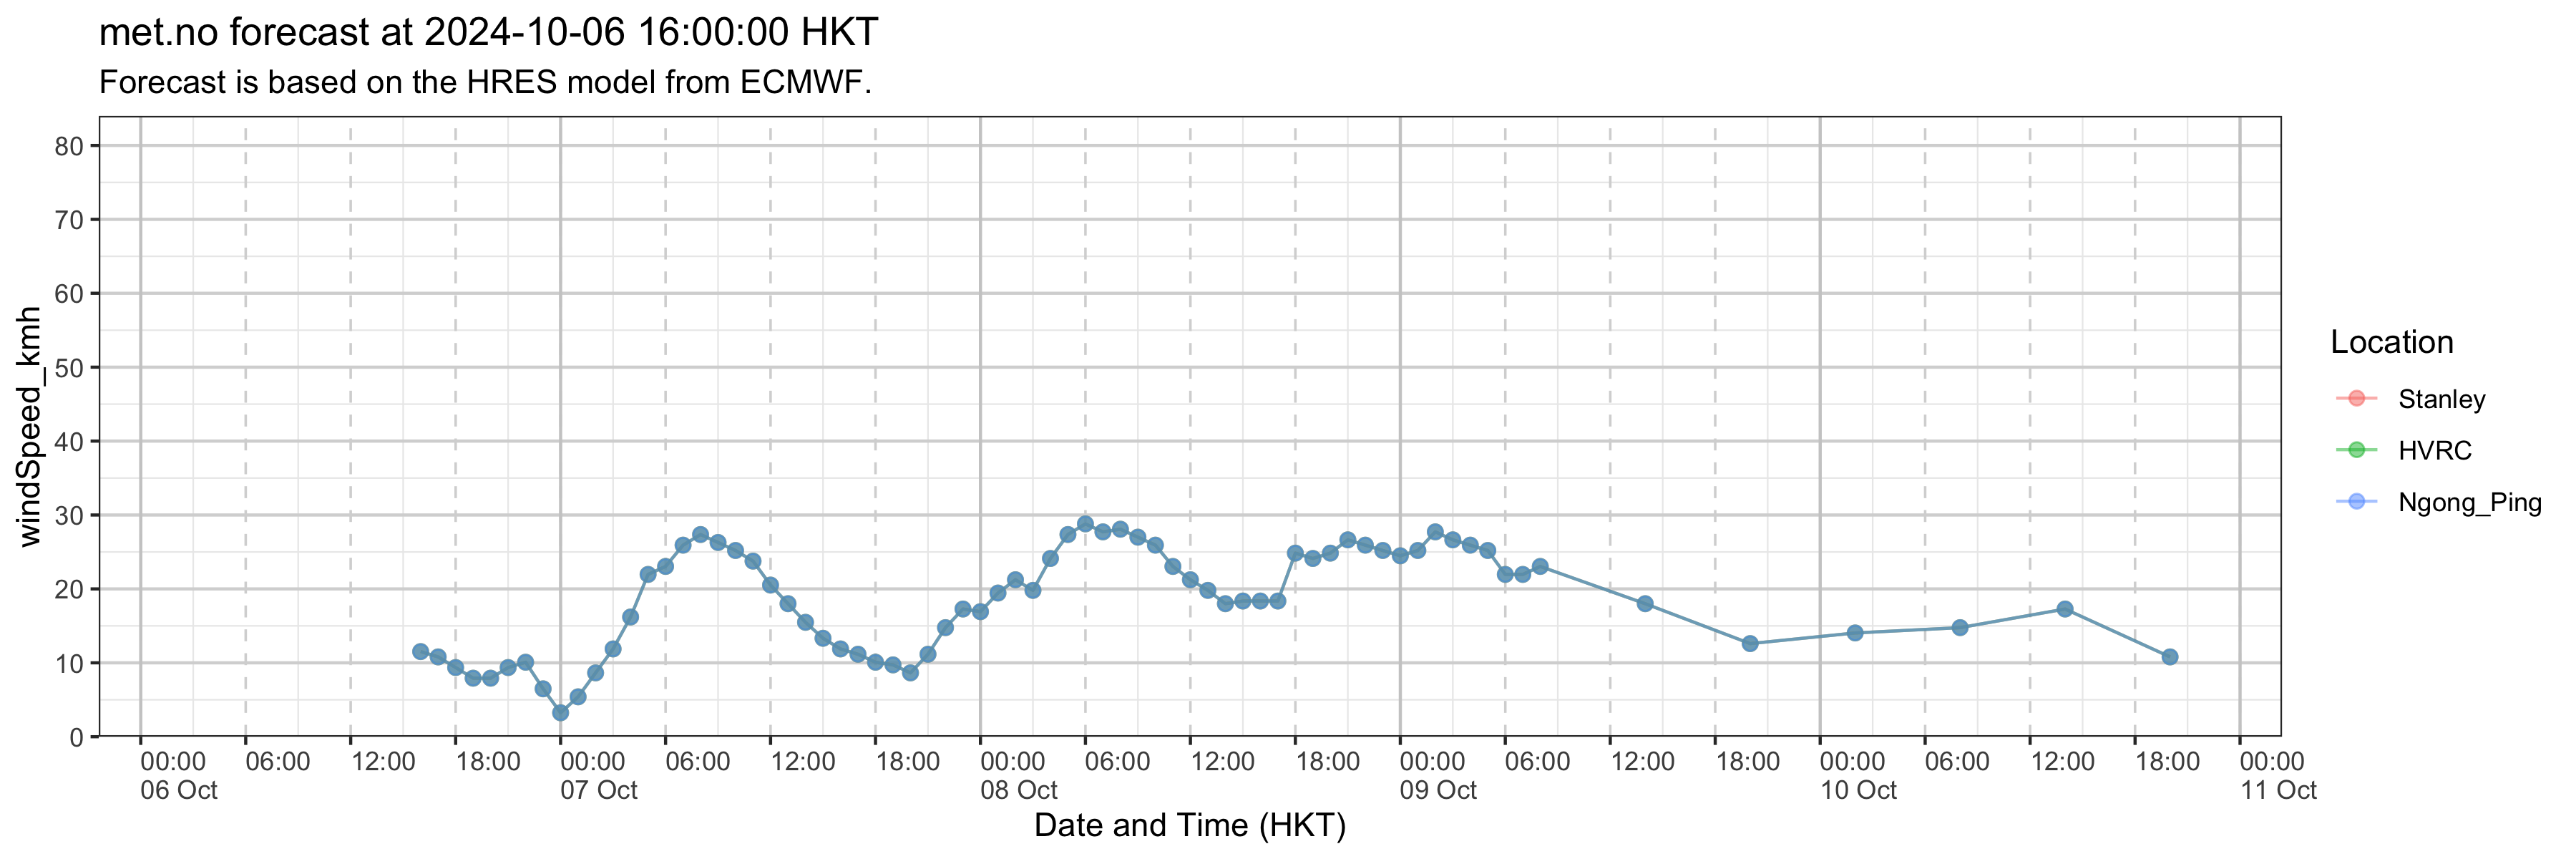 met.no forecast at 2024-10-06 16:00:00 HKT
Forecast is based on the HRES model from ECMWF.
windSpeed_kmh
80
70
60
50
40
30
20
10
0
00:00 06:00 12:00 18:00 00:00 06:00 12:00 18:00 00:00 06:00 12:00 18:00 00:00 06:00 12:00 18:00 00:00 06:00 12:00 18:00 00:00
06 Oct 07 Oct 08 Oct 09 Oct 10 Oct 11 Oct
Date and Time (HKT)
Location
Stanley
HVRC
Ngong_Ping